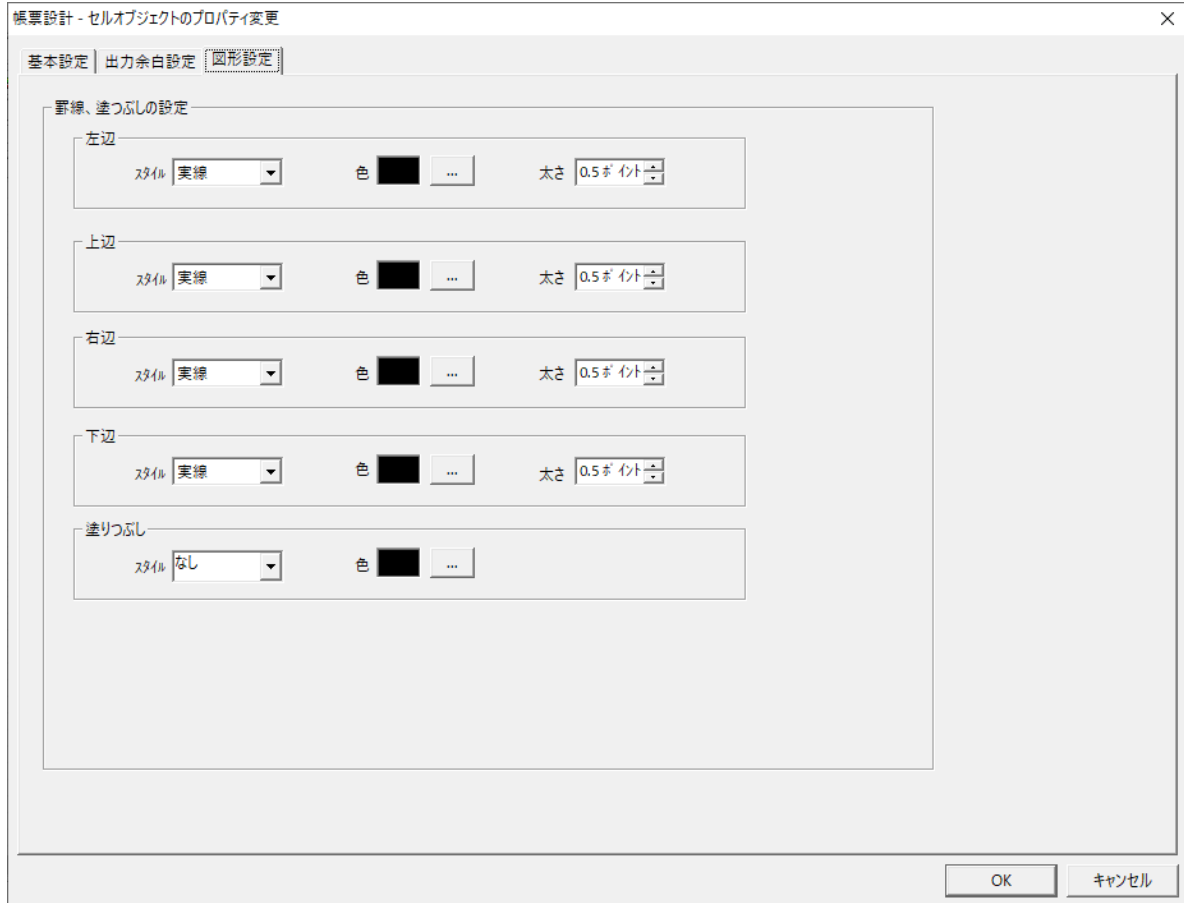 帳票設計 - セルオブジェクトのプロパティ変更
基本設定 出力余白設定 図形設定
罫線、塗つぶしの設定
左辺
ｽﾀｲﾙ 実線 色 ... 太さ 0.5ﾎﾟｲﾝﾄ
上辺
ｽﾀｲﾙ 実線 色 ... 太さ 0.5ﾎﾟｲﾝﾄ
右辺
ｽﾀｲﾙ 実線 色 ... 太さ 0.5ﾎﾟｲﾝﾄ
下辺
ｽﾀｲﾙ 実線 色 ... 太さ 0.5ﾎﾟｲﾝﾄ
塗りつぶし
ｽﾀｲﾙ なし 色 ...
OK キャンセル